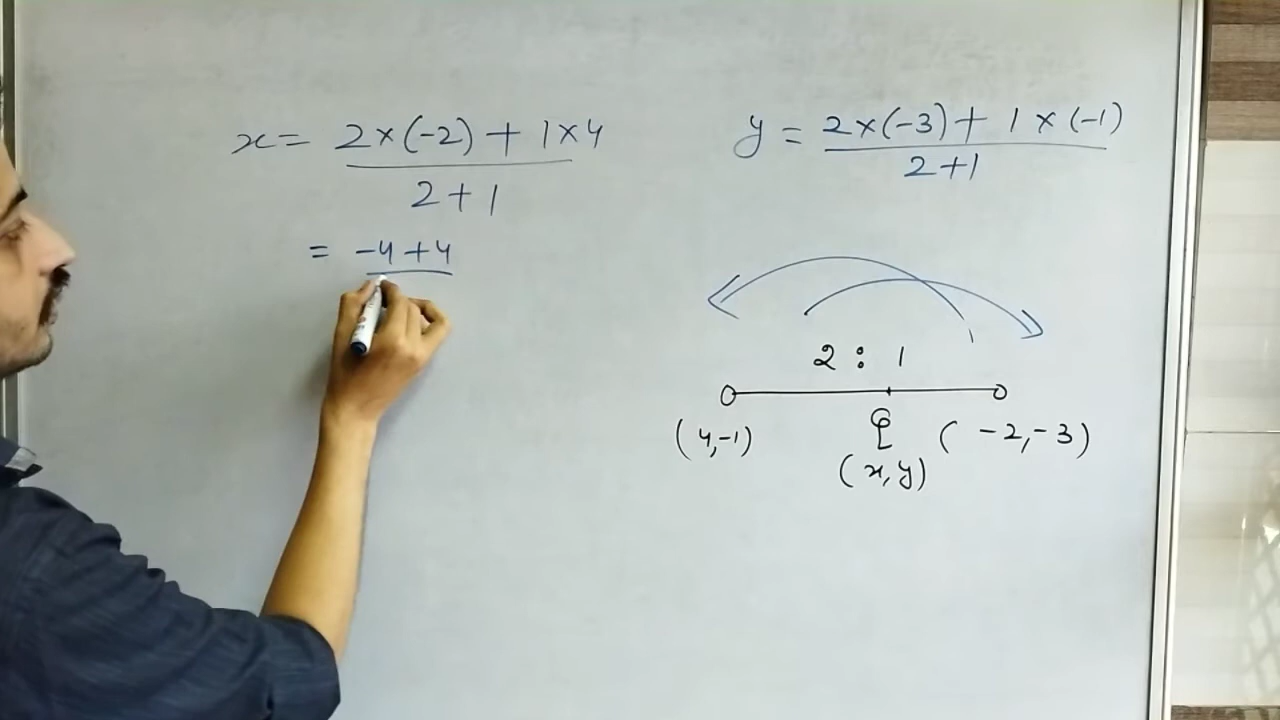 x = 2×(-2) + 1×4
2 + 1
= -4 + 4
y = 2×(-3) + 1 × (-1)
2+1
2 : 1
(4,-1) (-2,-3)
(x,y)